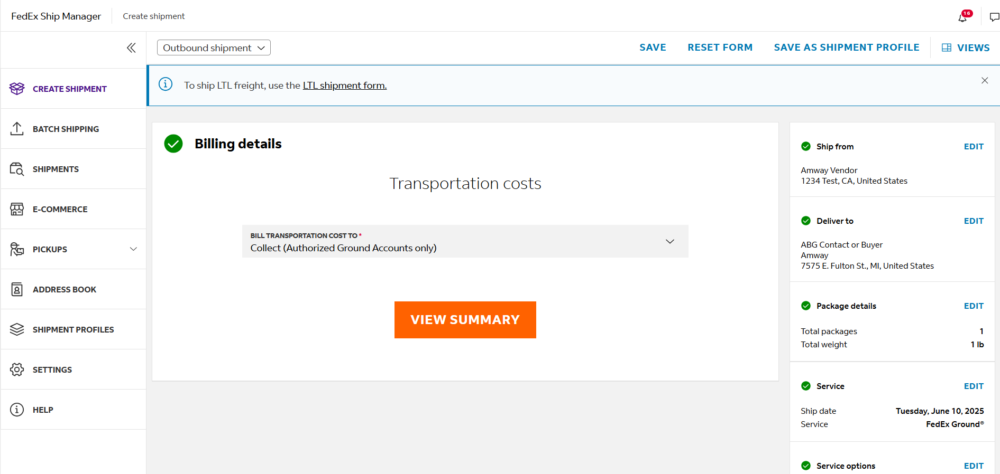 FedEx Ship Manager
Create shipment
16
Outbound shipment
SAVE
RESET FORM
SAVE AS SHIPMENT PROFILE
VIEWS
To ship LTL freight, use the LTL shipment form.
CREATE SHIPMENT
BATCH SHIPPING
SHIPMENTS
E-COMMERCE
PICKUPS
ADDRESS BOOK
SHIPMENT PROFILES
SETTINGS
HELP
Billing details
Transportation costs
BILL TRANSPORTATION COST TO *
Collect (Authorized Ground Accounts only)
VIEW SUMMARY
Ship from EDIT
Amway Vendor
1234 Test, CA, United States
Deliver to EDIT
ABG Contact or Buyer
Amway
7575 E. Fulton St., MI, United States
Package details EDIT
Total packages 1
Total weight 1 lb
Service EDIT
Ship date Tuesday, June 10, 2025
Service FedEx Ground®
Service options EDIT